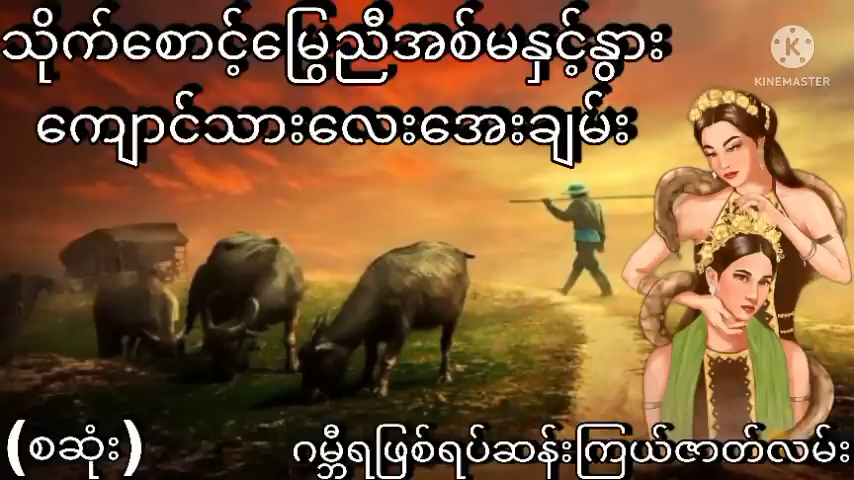 သိုက်စောင့်မြွေညီအစ်မနှင့်နွား
ကျောင်သားလေးအေးချမ်း
KINEMASTER
(စဆုံး)
ဂမ္ဘီရဖြစ်ရပ်ဆန်းကြယ်ဇာတ်လမ်း